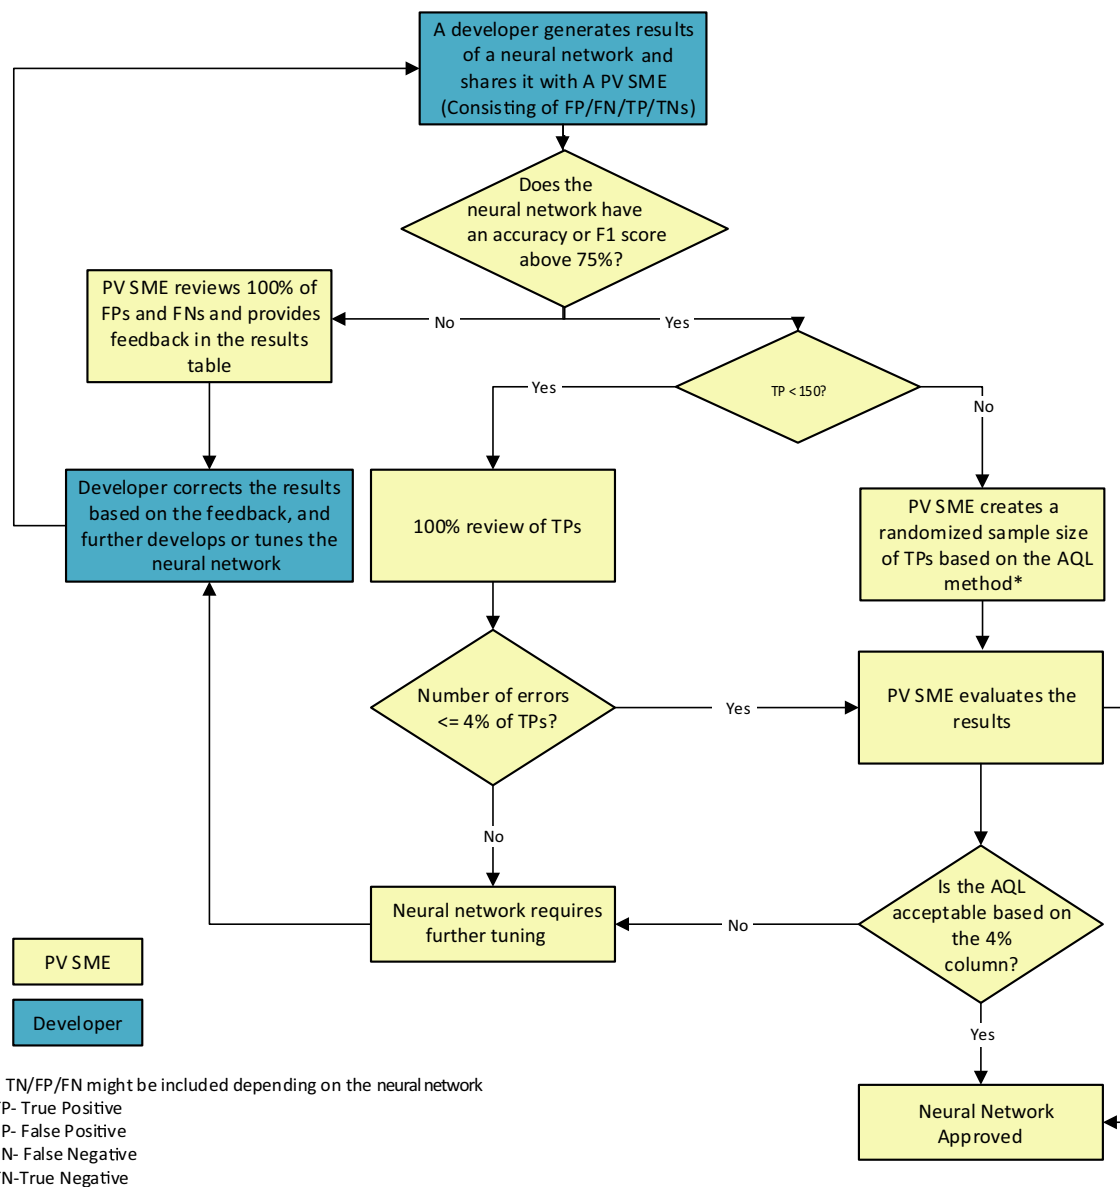 A developer generates results
of a neural network and
shares it with A PV SME
(Consisting of FP/FN/TP/TNs)
Does the
neural network have
an accuracy or F1 score
above 75%?
PV SME reviews 100% of
FPs and FNs and provides
feedback in the results
table
No
Yes
TP < 150?
Yes
No
Developer corrects the results
based on the feedback, and
further develops or tunes the
neural network
100% review of TPs
PV SME creates a
randomized sample size
of TPs based on the AQL
method*
Number of errors
<= 4% of TPs?
Yes
PV SME evaluates the
results
No
Neural network requires
further tuning
No
Is the AQL
acceptable based on
the 4%
column?
PV SME
Developer
Yes
Neural Network
Approved
TN/FP/FN might be included depending on the neural network
P- True Positive
P- False Positive
N- False Negative
N-True Negative